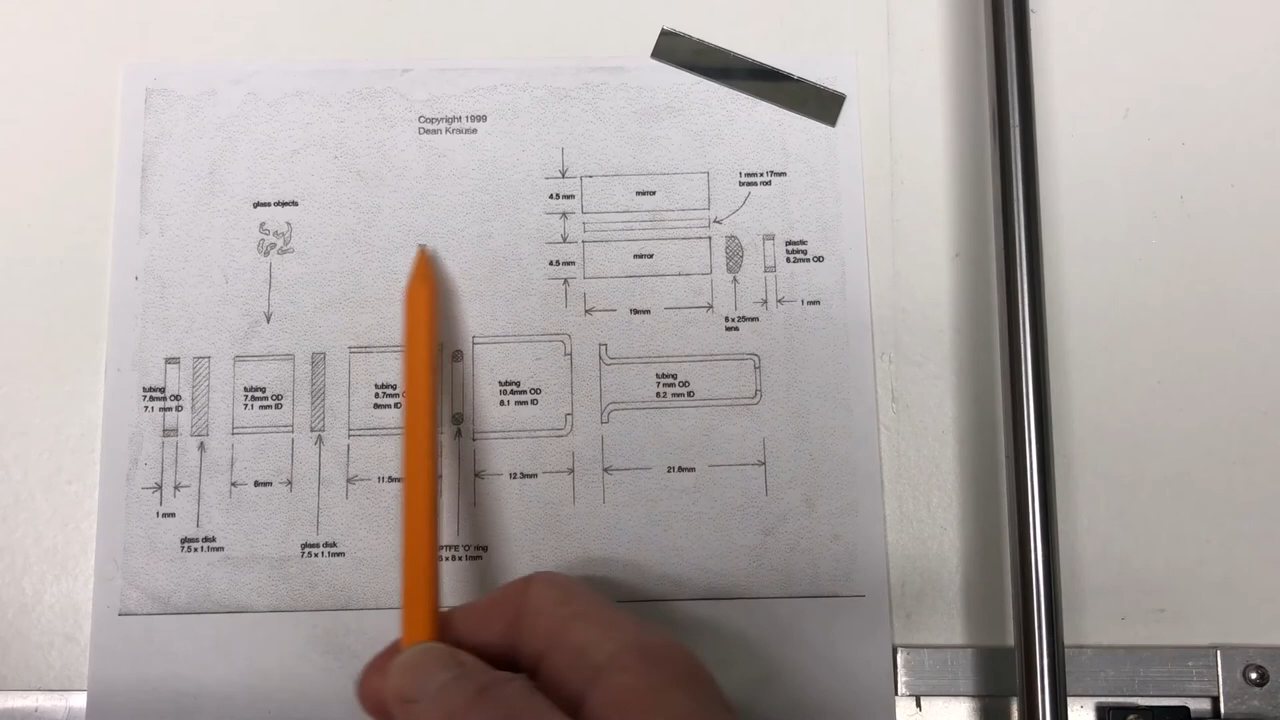 Copyright 1999
Dean Krause
glass objects
4.5 mm
mirror
1 mm x 17mm
brass rod
4.5 mm
mirror
plastic
tubing
6.2mm OD
19mm
1 mm
6 x 25mm
lens
tubing
7.8mm OD
7.1 mm ID
tubing
7.8mm OD
7.1 mm ID
tubing
8.7mm
8mm ID
tubing
10.4mm OD
8.1 mm ID
tubing
7 mm OD
6.2 mm ID
1 mm
6mm
11.5mm
12.3mm
21.6mm
glass disk
7.5 x 1.1mm
glass disk
7.5 x 1.1mm
PTFE 'O' ring
x 8 x 1mm